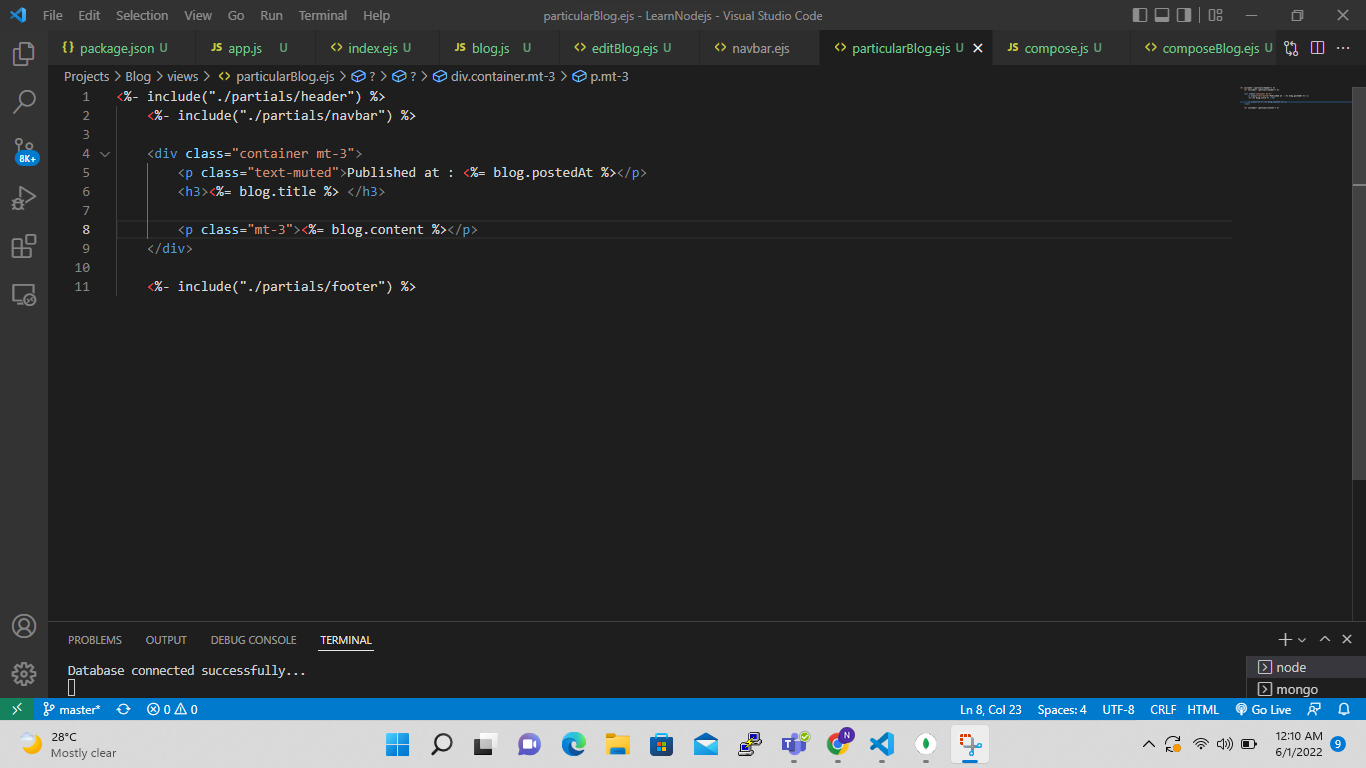 File Edit Selection View Go Run Terminal Help particularBlog.ejs - LearnNodejs - Visual Studio Code
{} package.json U JS app.js U <> index.ejs U JS blog.js U <> editBlog.ejs U <> navbar.ejs <> particularBlog.ejs U JS compose.js U <> composeBlog.ejs U
Projects > Blog > views > <> particularBlog.ejs > ? > ? > div.container.mt-3 > p.mt-3
1 <%- include("./partials/header") %>
2 <%- include("./partials/navbar") %>
3
4 <div class="container mt-3">
5 <p class="text-muted">Published at : <%= blog.postedAt %></p>
6 <h3><%= blog.title %> </h3>
7
8 <p class="mt-3"><%= blog.content %></p>
9 </div>
10
11 <%- include("./partials/footer") %>
8K+
PROBLEMS OUTPUT DEBUG CONSOLE TERMINAL
Database connected successfully...
node
mongo
master* 0 0 Ln 8, Col 23 Spaces: 4 UTF-8 CRLF HTML Go Live
28°C
Mostly clear
N
12:10 AM
6/1/2022
9